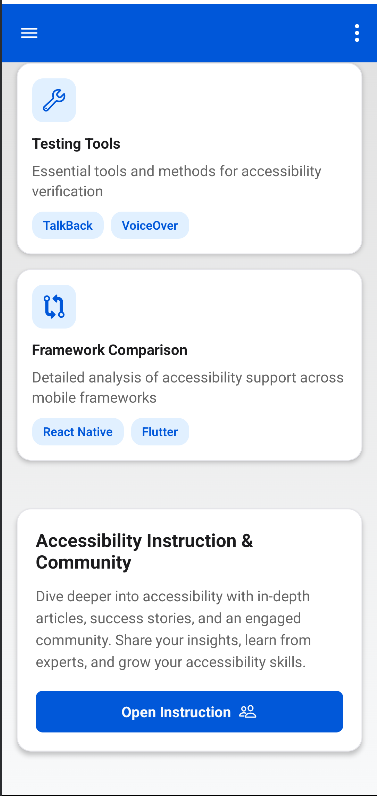 Testing Tools
Essential tools and methods for accessibility
verification
TalkBack
VoiceOver
Framework Comparison
Detailed analysis of accessibility support across
mobile frameworks
React Native
Flutter
Accessibility Instruction &
Community
Dive deeper into accessibility with in-depth
articles, success stories, and an engaged
community. Share your insights, learn from
experts, and grow your accessibility skills.
Open Instruction